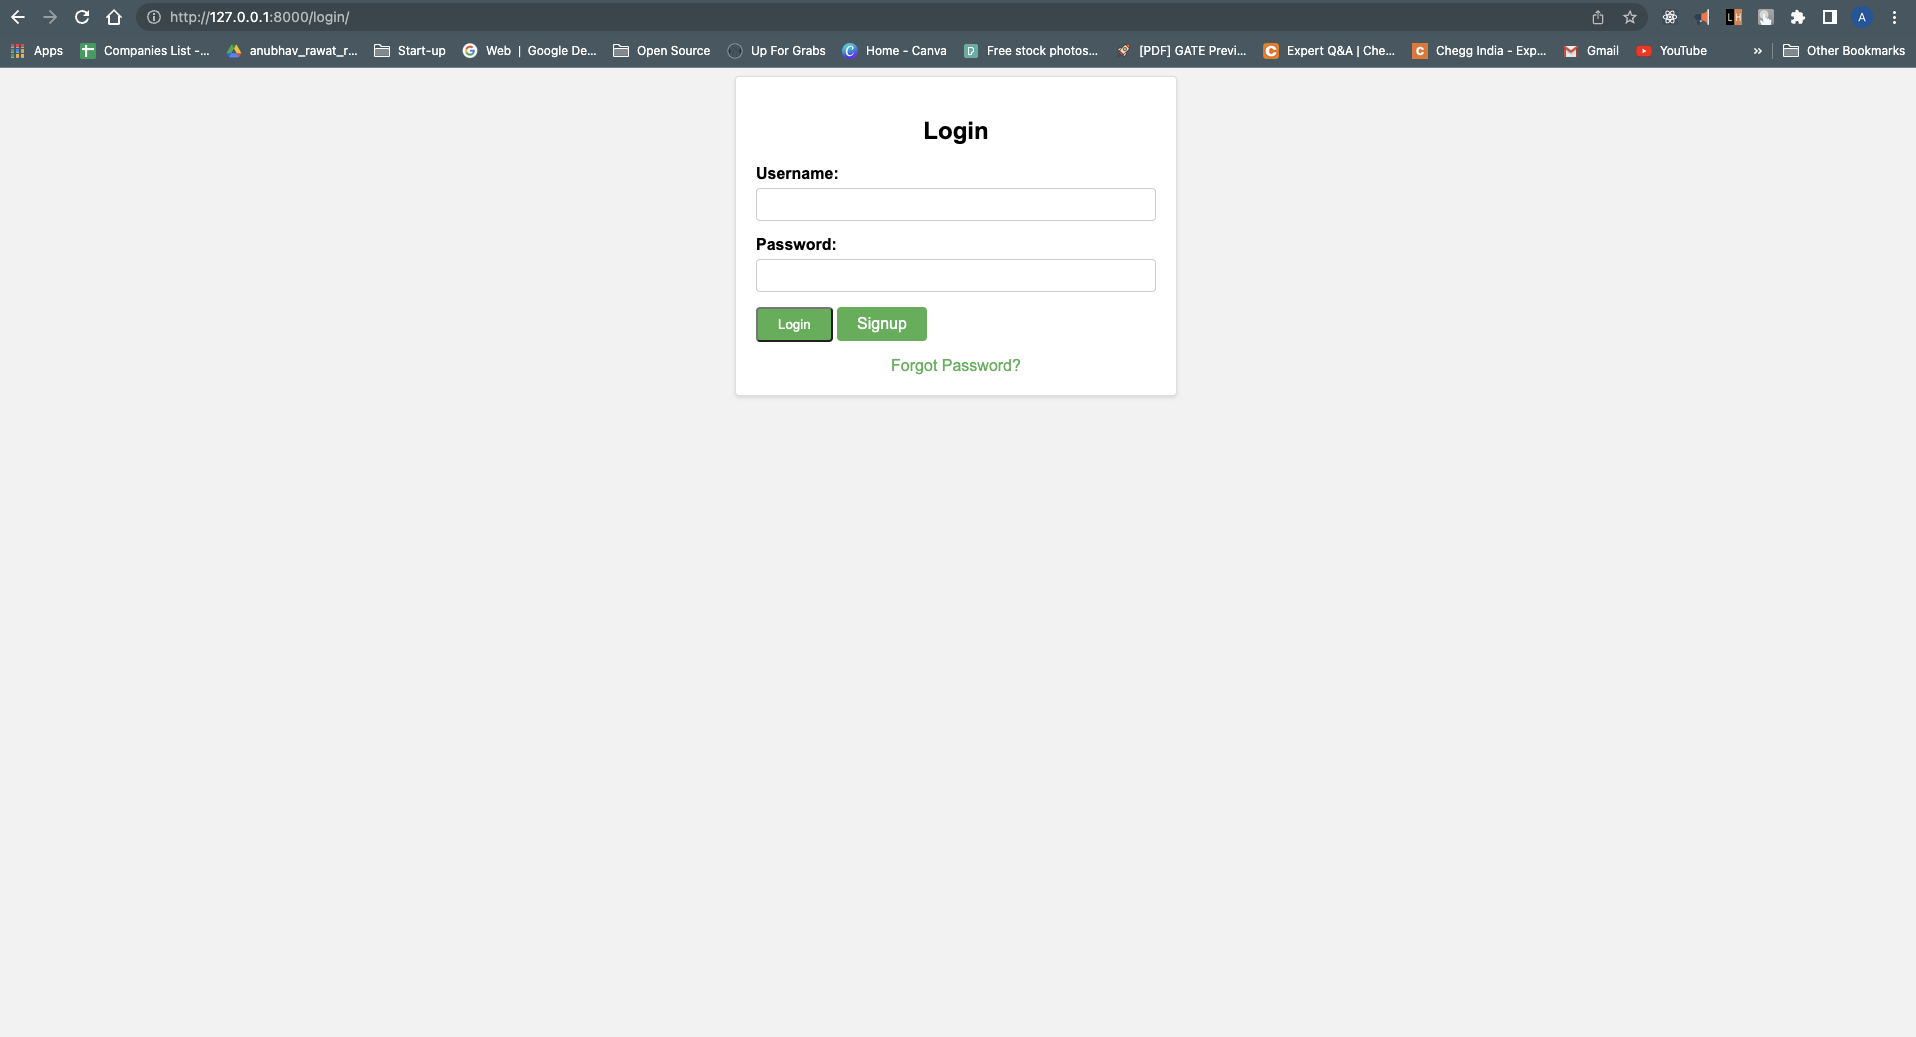 http://127.0.0.1:8000/login/
A
Apps Companies List -... anubhav_rawat_r... Start-up Web | Google De... Open Source Up For Grabs Home - Canva Free stock photos... [PDF] GATE Previ... Expert Q&A | Che... Chegg India - Exp... Gmail YouTube » Other Bookmarks
Login
Username:
Password:
Login Signup
Forgot Password?